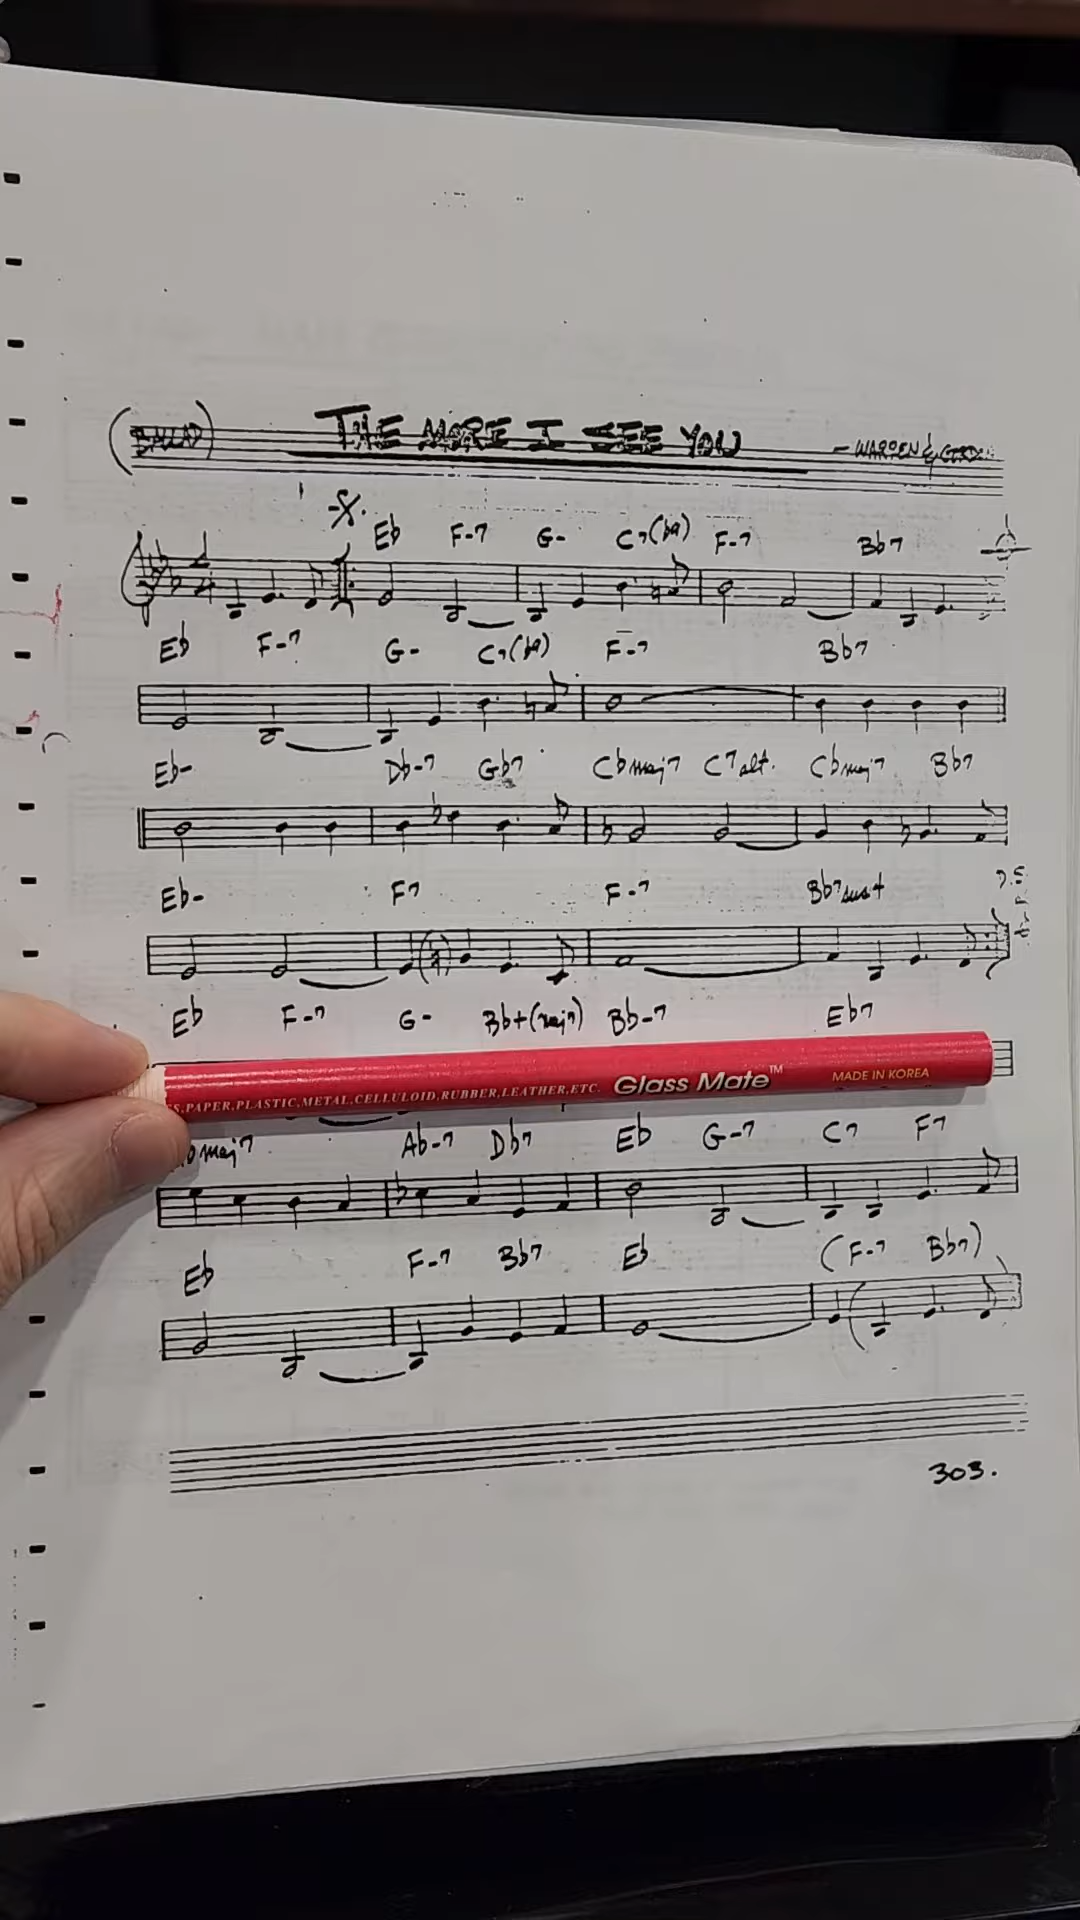 (BALLAD) THE MORE I SEE YOU - WARREN &
Eb F-7 G- C7(b9) F-7 Bb7
Eb F-7 G- C7(b9) F-7 Bb7
Eb- Db-7 Gb7 Cbmaj7 C7alt. Cbmaj7 Bb7
Eb- F7 F-7 Bb7sus4 D.S.
Eb F-7 G- Bb+(maj7) Bb-7 Eb7
PAPER,PLASTIC,METAL,CELLULOID,RUBBER,LEATHER,ETC. Glass Mate™ MADE IN KOREA
maj7 Ab-7 Db7 Eb G-7 C7 F7
Eb F-7 Bb7 Eb (F-7 Bb7)
303.